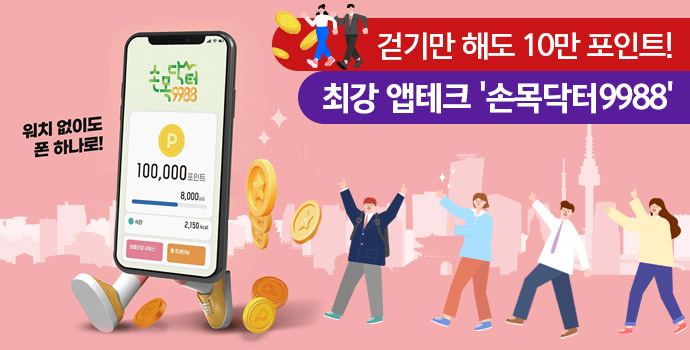 걷기만 해도 10만 포인트!
최강 앱테크 '손목닥터9988'
워치 없이도
폰 하나로!
손목닥터
9988
P
100,000 포인트
8,000
식단 2,150 kcal